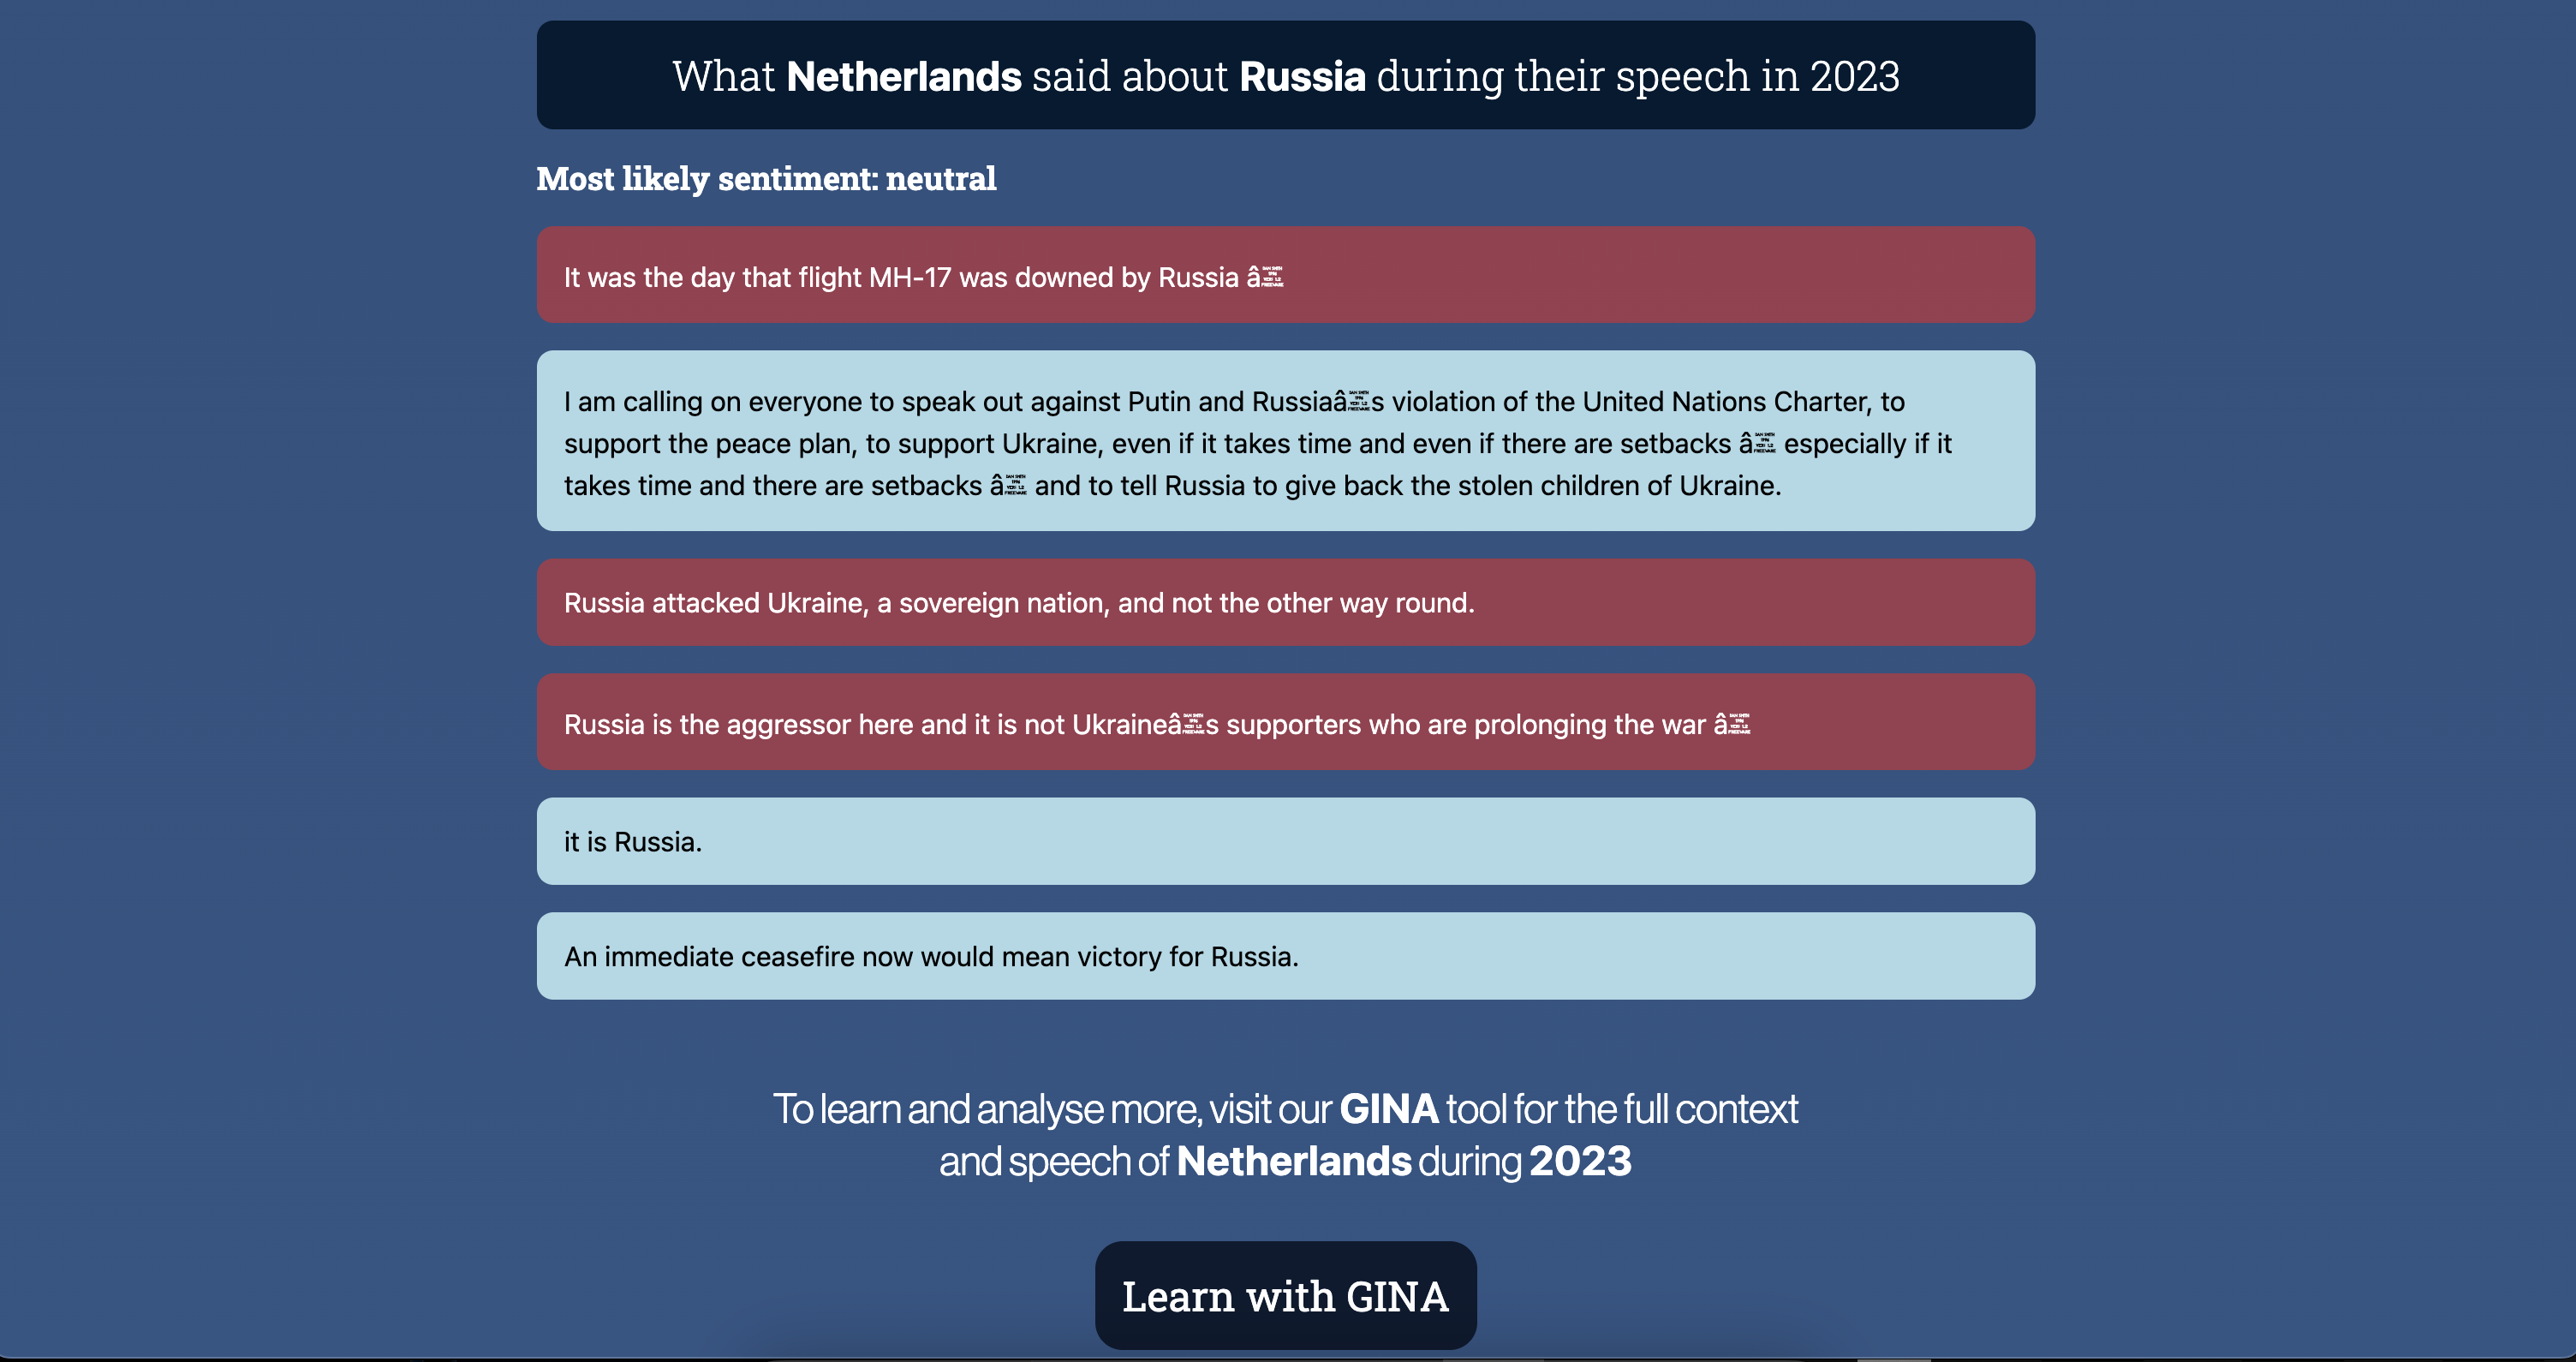 What Netherlands said about Russia during their speech in 2023
Most likely sentiment: neutral
It was the day that flight MH-17 was downed by Russia â
I am calling on everyone to speak out against Putin and Russiaâs violation of the United Nations Charter, to
support the peace plan, to support Ukraine, even if it takes time and even if there are setbacks â especially if it
takes time and there are setbacks â and to tell Russia to give back the stolen children of Ukraine.
Russia attacked Ukraine, a sovereign nation, and not the other way round.
Russia is the aggressor here and it is not Ukraineâs supporters who are prolonging the war â
it is Russia.
An immediate ceasefire now would mean victory for Russia.
To learn and analyse more, visit our GINA tool for the full context
and speech of Netherlands during 2023
Learn with GINA